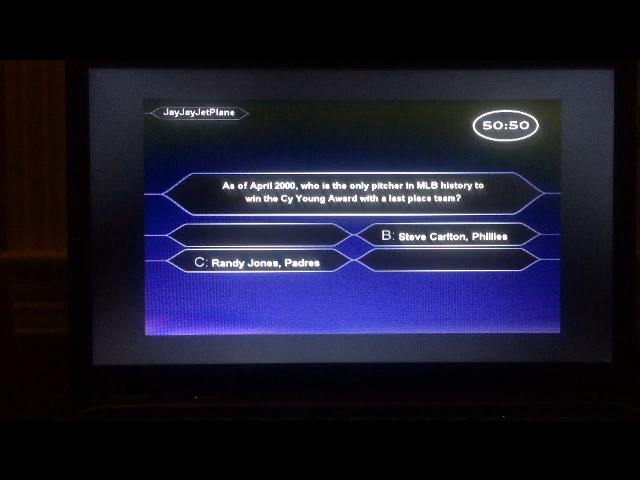 JayJayJetPlane
50:50
As of April 2000, who is the only pitcher in MLB history to
win the Cy Young Award with a last place team?
B: Steve Carlton, Phillies
C: Randy Jones, Padres